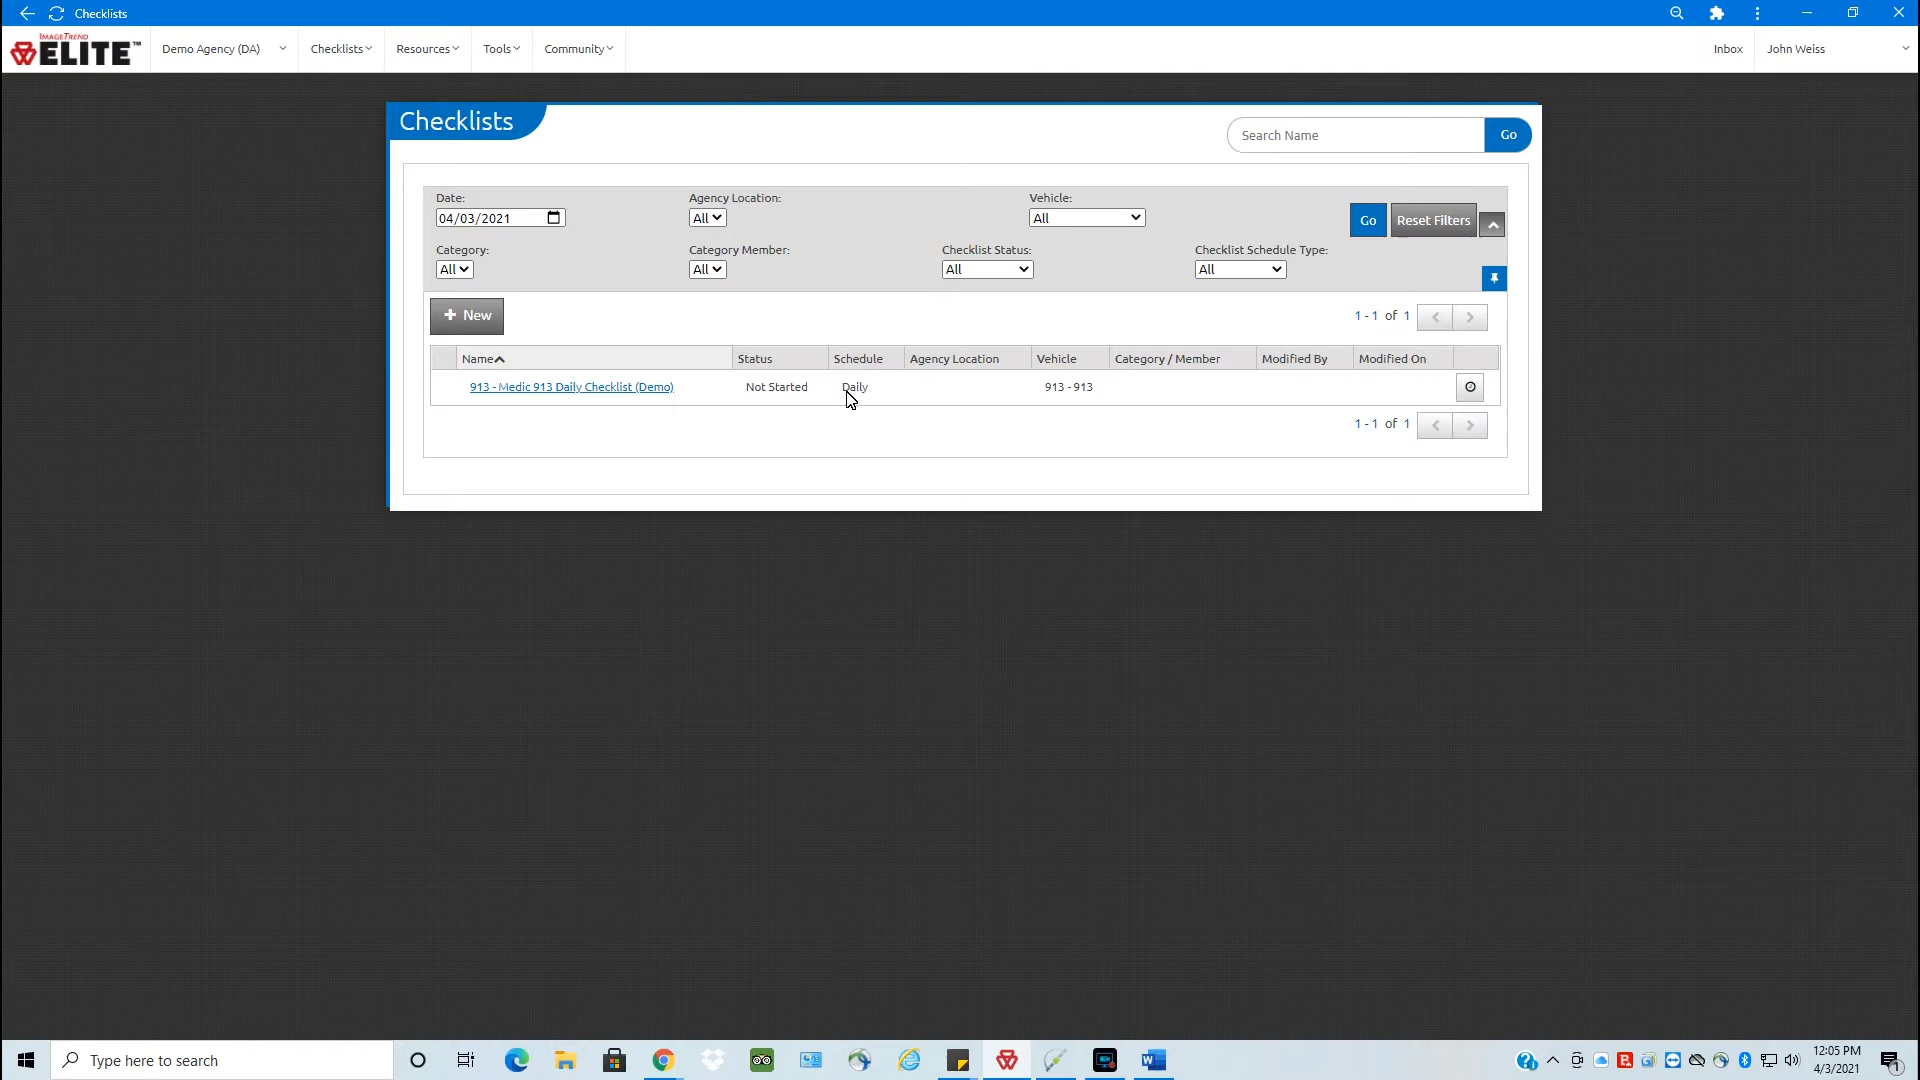 Checklists
IMAGETREND
ELITE™
Demo Agency (DA)
Checklists
Resources
Tools
Community
Inbox
John Weiss
Checklists
Search Name
Go
Date:
Agency Location:
Vehicle:
04/03/2021
All
All
Go
Reset Filters
Category:
Category Member:
Checklist Status:
Checklist Schedule Type:
All
All
All
All
+ New
1 - 1 of 1
Name
Status
Schedule
Agency Location
Vehicle
Category / Member
Modified By
Modified On
913 - Medic 913 Daily Checklist (Demo)
Not Started
Daily
913 - 913
1 - 1 of 1
Type here to search
12:05 PM
4/3/2021